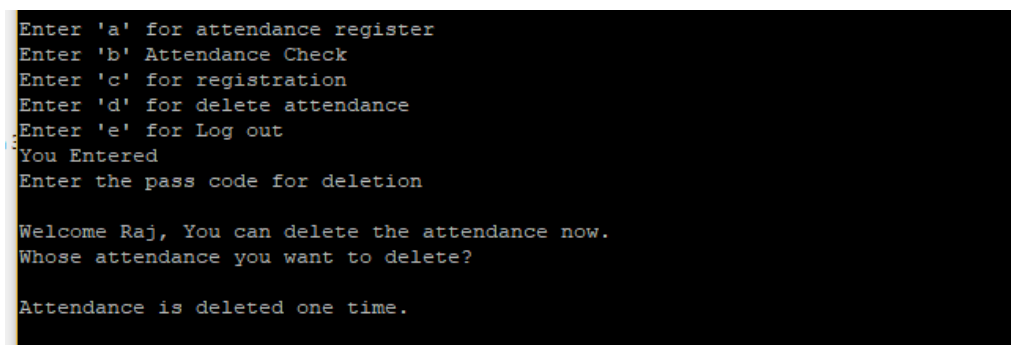 Enter 'a' for attendance register
Enter 'b' Attendance Check
Enter 'c' for registration
Enter 'd' for delete attendance
Enter 'e' for Log out
You Entered
Enter the pass code for deletion
Welcome Raj, You can delete the attendance now.
Whose attendance you want to delete?
Attendance is deleted one time.